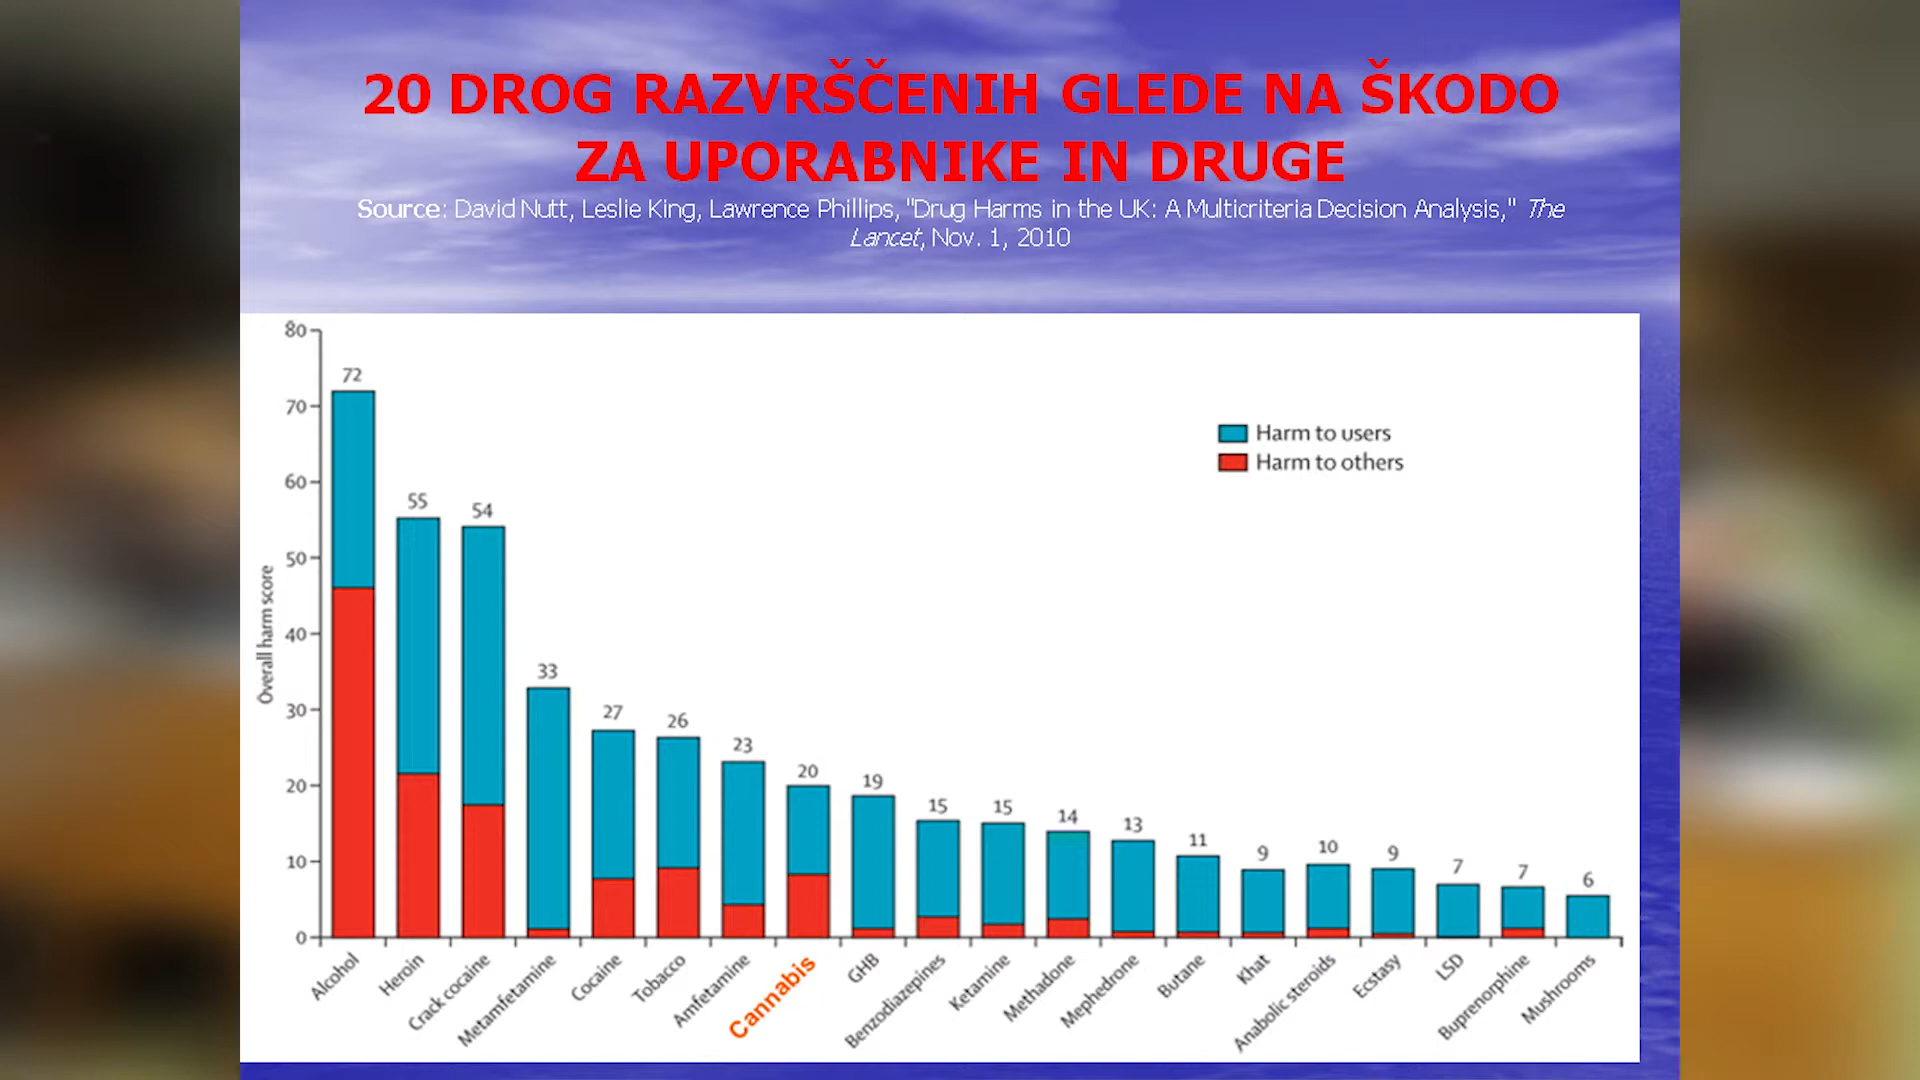 20 DROG RAZVRŠČENIH GLEDE NA ŠKODO
ZA UPORABNIKE IN DRUGE
Source: David Nutt, Leslie King, Lawrence Phillips, "Drug Harms in the UK: A Multicriteria Decision Analysis," The
Lancet, Nov. 1, 2010
Overall harm score
80
70
60
50
40
30
20
10
0
Harm to users
Harm to others
72
55
54
33
27
26
23
20
19
15
15
14
13
11
9
10
9
7
7
6
Alcohol
Heroin
Crack cocaine
Metamfetamine
Cocaine
Tobacco
Amfetamine
Cannabis
GHB
Benzodiazepines
Ketamine
Methadone
Mephedrone
Butane
Khat
Anabolic steroids
Ecstasy
LSD
Buprenorphine
Mushrooms